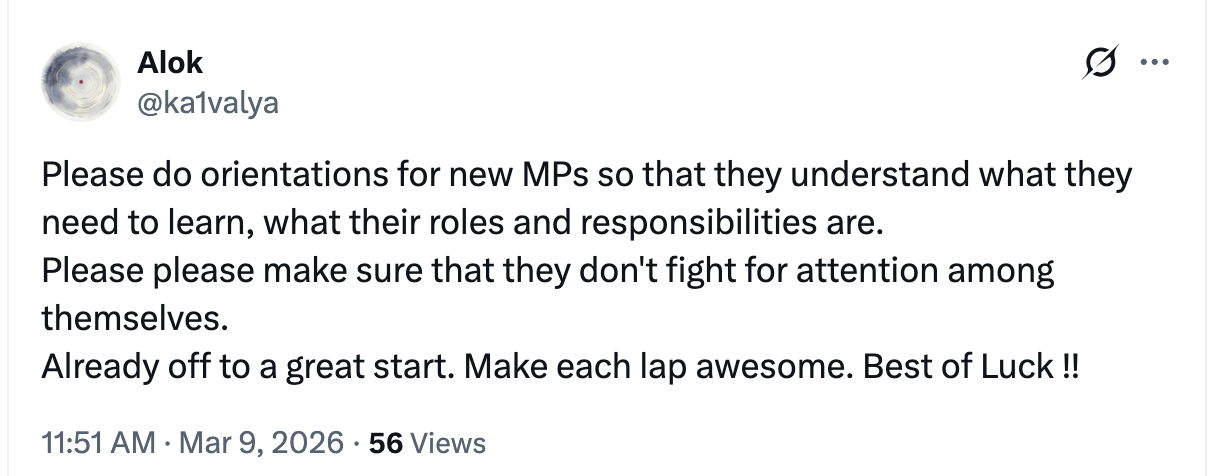 Alok
@ka1valya
Please do orientations for new MPs so that they understand what they
need to learn, what their roles and responsibilities are.
Please please make sure that they don't fight for attention among
themselves.
Already off to a great start. Make each lap awesome. Best of Luck !!
11:51 AM · Mar 9, 2026 · 56 Views